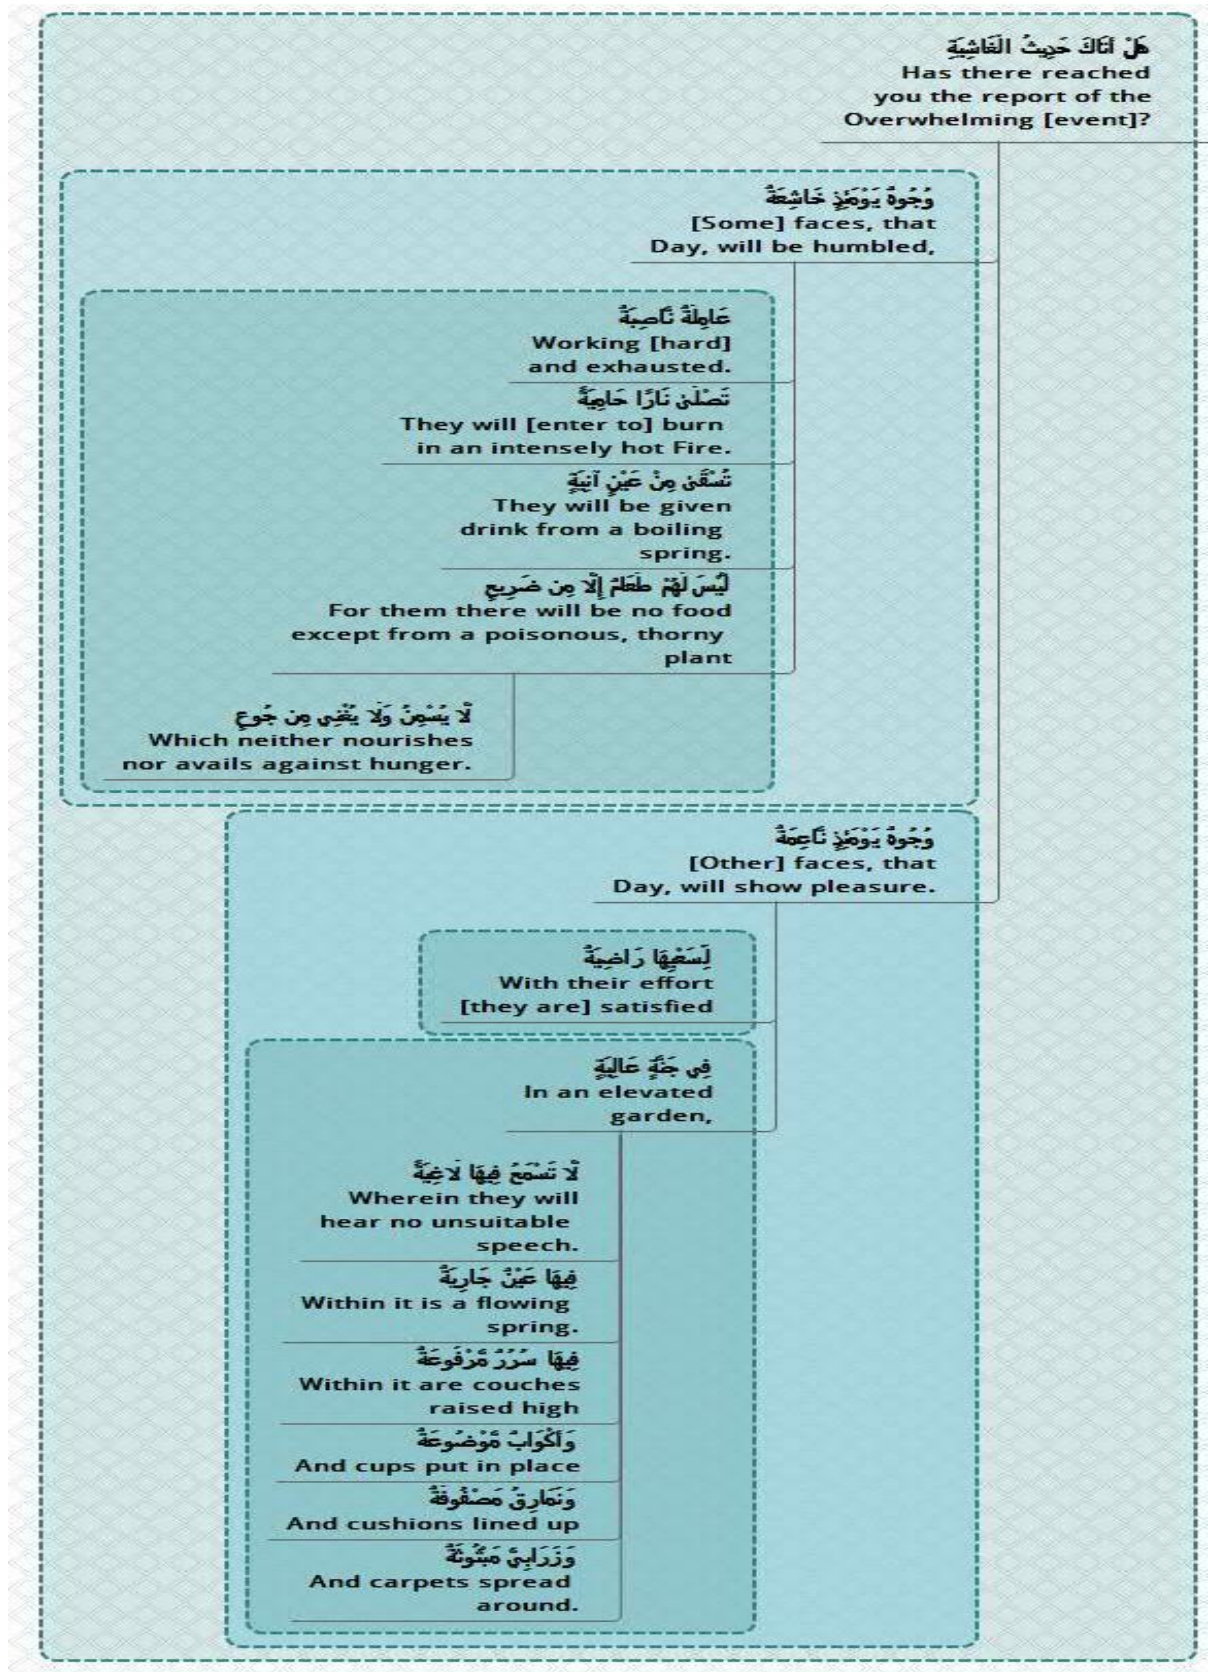 هَلْ أَتَاكَ حَدِيثُ الْغَاشِيَةِ
Has there reached
you the report of the
Overwhelming [event]?
وُجُوهٌ يَوْمَئِذٍ خَاشِعَةٌ
[Some] faces, that
Day, will be humbled,
عَامِلَةٌ نَّاصِبَةٌ
Working [hard]
and exhausted.
تَصْلَىٰ نَارًا حَامِيَةً
They will [enter to] burn
in an intensely hot Fire.
تُسْقَىٰ مِنْ عَيْنٍ آنِيَةٍ
They will be given
drink from a boiling
spring.
لَّيْسَ لَهُمْ طَعَامٌ إِلَّا مِن ضَرِيعٍ
For them there will be no food
except from a poisonous, thorny
plant
لَّا يُسْمِنُ وَلَا يُغْنِي مِن جُوعٍ
Which neither nourishes
nor avails against hunger.
وُجُوهٌ يَوْمَئِذٍ نَّاعِمَةٌ
[Other] faces, that
Day, will show pleasure.
لِّسَعْيِهَا رَاضِيَةٌ
With their effort
[they are] satisfied
فِي جَنَّةٍ عَالِيَةٍ
In an elevated
garden,
لَّا تَسْمَعُ فِيهَا لَاغِيَةً
Wherein they will
hear no unsuitable
speech.
فِيهَا عَيْنٌ جَارِيَةٌ
Within it is a flowing
spring.
فِيهَا سُرُرٌ مَّرْفُوعَةٌ
Within it are couches
raised high
وَأَكْوَابٌ مَّوْضُوعَةٌ
And cups put in place
وَنَمَارِقُ مَصْفُوفَةٌ
And cushions lined up
وَزَرَابِيُّ مَبْثُوثَةٌ
And carpets spread
around.